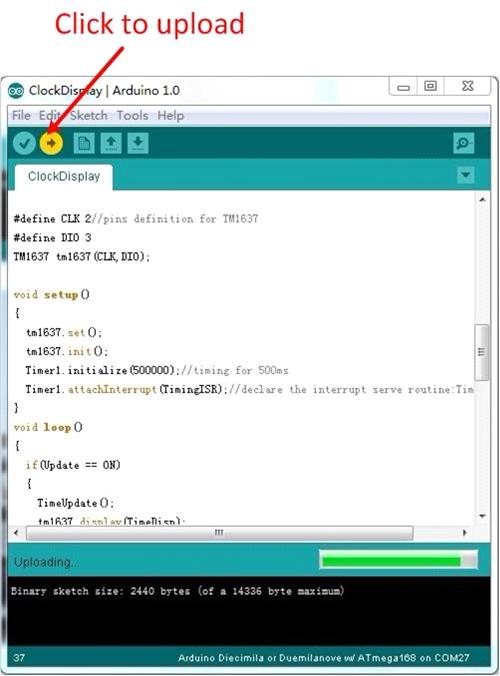 Click to upload
ClockDisplay | Arduino 1.0
File Edit Sketch Tools Help
ClockDisplay
#define CLK 2//pins definition for TM1637
#define DIO 3
TM1637 tm1637(CLK,DIO);
void setup()
{
tm1637.set();
tm1637.init();
Timer1.initialize(500000);//timing for 500ms
Timer1.attachInterrupt(TimingISR);//declare the interrupt serve routine:Tim
}
void loop()
{
if(Update == ON)
{
TimeUpdate();
tm1637.display(TimeDisp);
Uploading...
Binary sketch size: 2440 bytes (of a 14336 byte maximum)
37
Arduino Diecimila or Duemilanove w/ ATmega168 on COM27